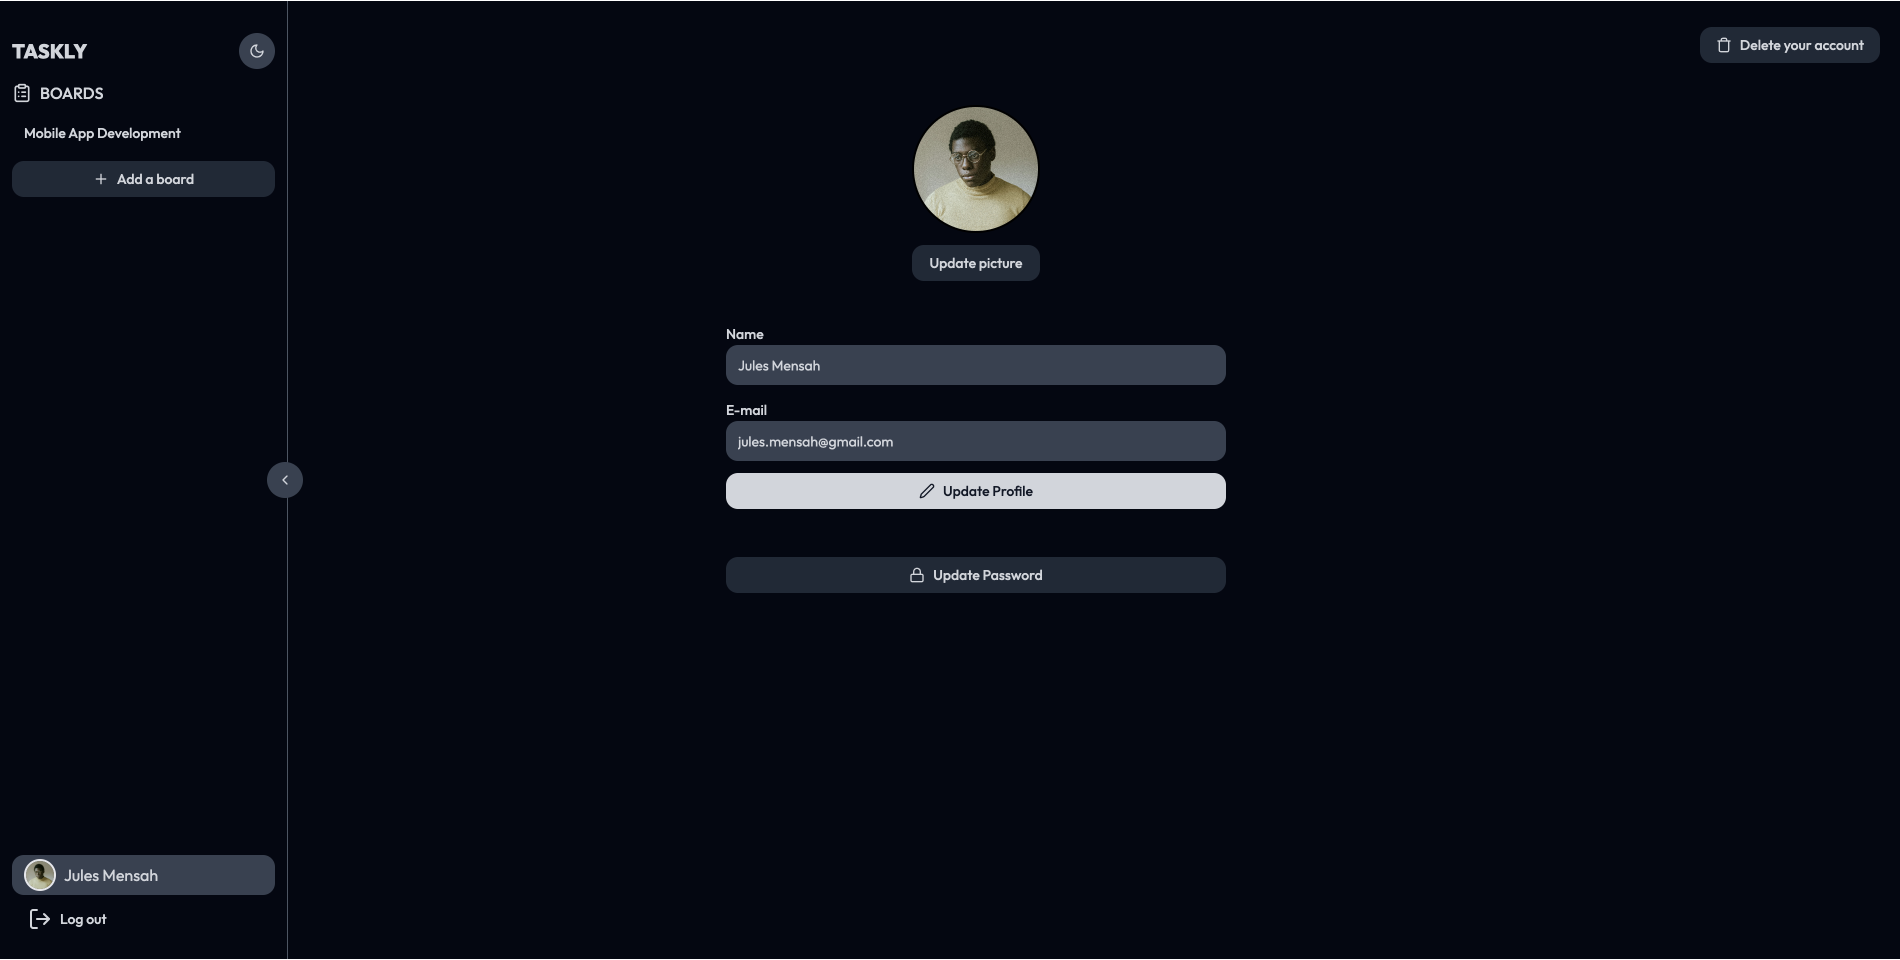 TASKLY
BOARDS
Mobile App Development
Add a board
Jules Mensah
Log out
Delete your account
Update picture
Name
Jules Mensah
E-mail
jules.mensah@gmail.com
Update Profile
Update Password